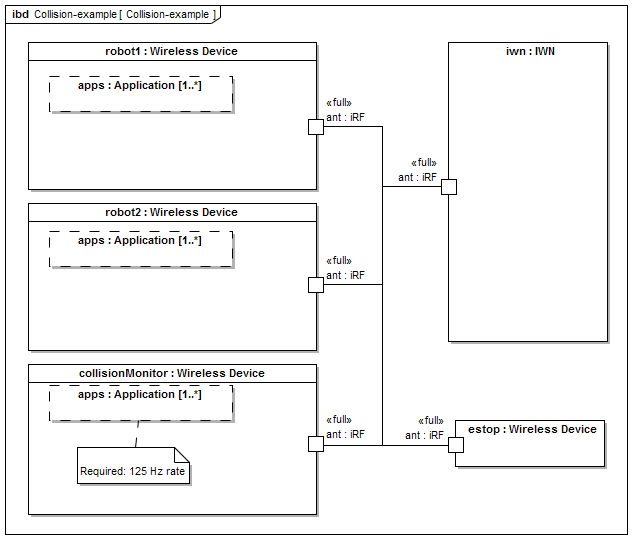 ibd Collision-example [ Collision-example ]
robot1 : Wireless Device
apps : Application [1..*]
«full»
ant : iRF
iwn : IWN
«full»
ant : iRF
robot2 : Wireless Device
apps : Application [1..*]
«full»
ant : iRF
collisionMonitor : Wireless Device
apps : Application [1..*]
Required: 125 Hz rate
«full»
ant : iRF
«full»
ant : iRF
estop : Wireless Device